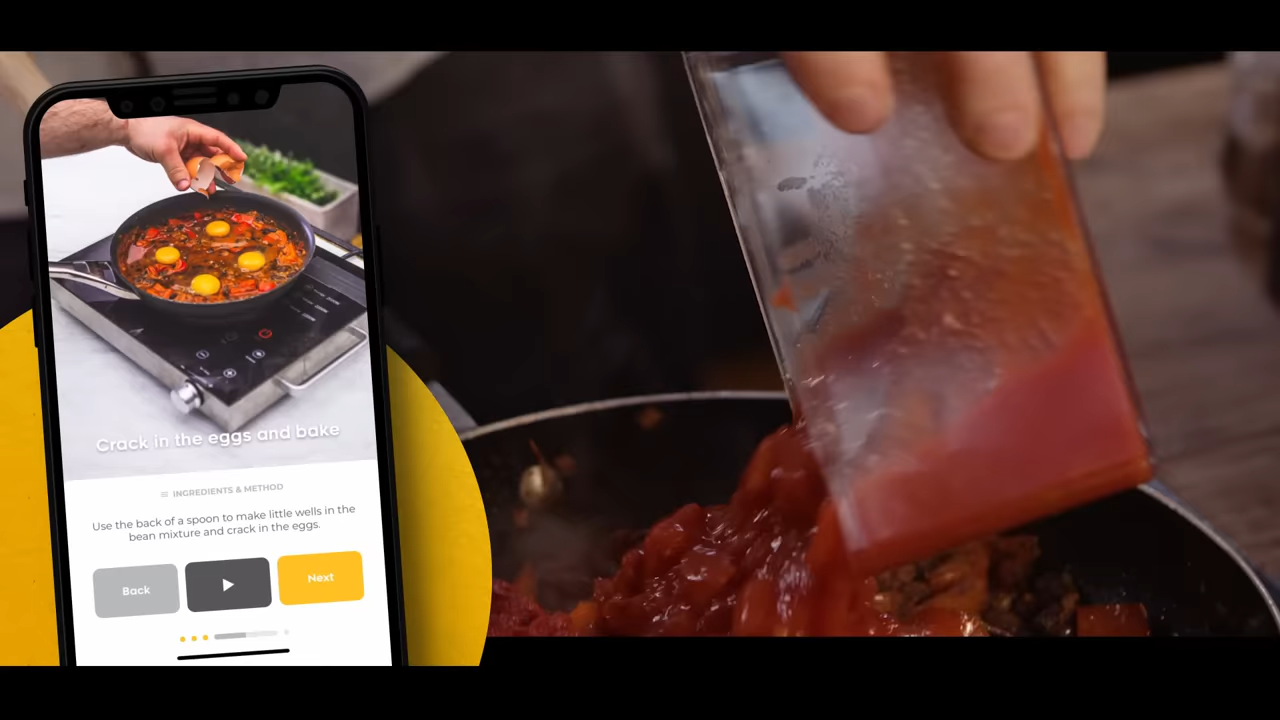 Crack in the eggs and bake
INGREDIENTS & METHOD
Use the back of a spoon to make little wells in the
bean mixture and crack in the eggs.
Back
Next